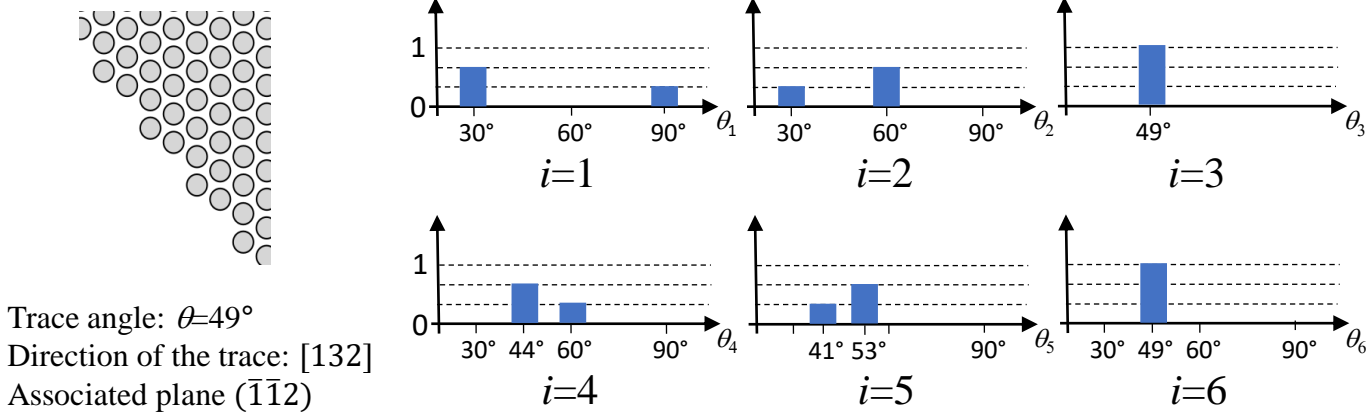 1
0
30° 60° 90° θ₁
i=1
30° 60° 90° θ₂
i=2
49° θ₃
i=3
1
0
30° 44° 60° 90° θ₄
i=4
41° 53° 90° θ₅
i=5
30° 49° 60° 90° θ₆
i=6
Trace angle: θ=49°
Direction of the trace: [132]
Associated plane (1̅1̅2)